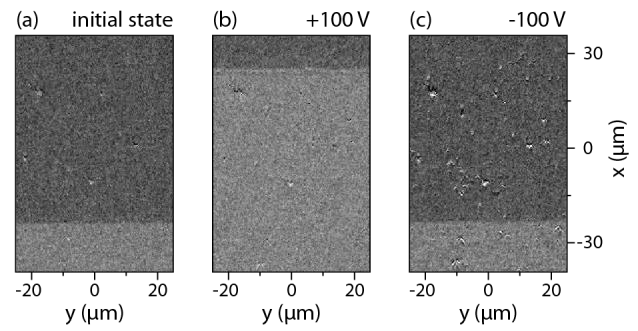 (a) initial state (b) +100 V (c) -100 V
30
0
-30
x (µm)
-20 0 20 -20 0 20 -20 0 20
y (µm) y (µm) y (µm)